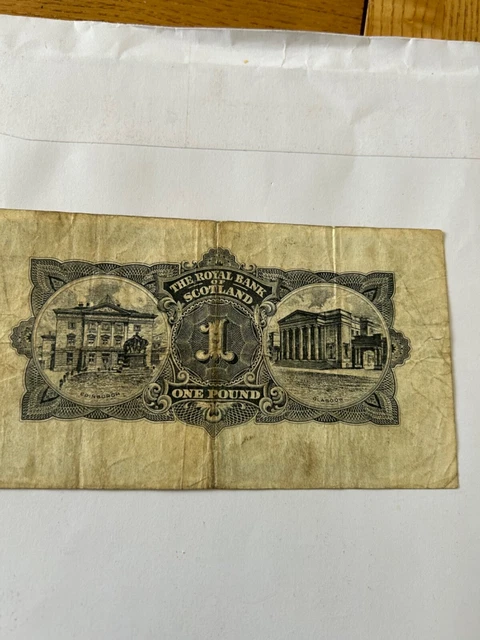 THE ROYAL BANK
OF
SCOTLAND
1
ONE POUND
EDINBURGH
GLASGOW